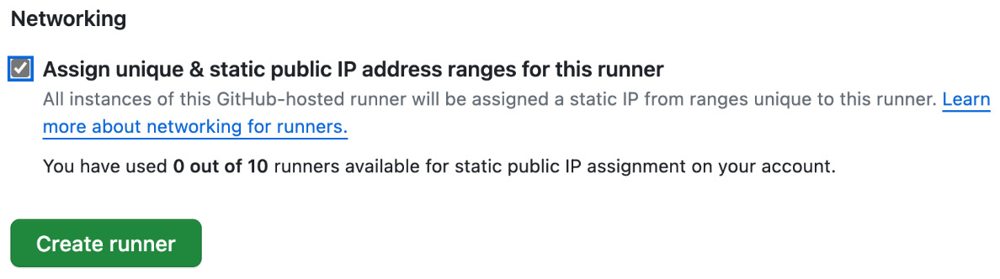 Networking
Assign unique & static public IP address ranges for this runner
All instances of this GitHub-hosted runner will be assigned a static IP from ranges unique to this runner. Learn
more about networking for runners.
You have used 0 out of 10 runners available for static public IP assignment on your account.
Create runner